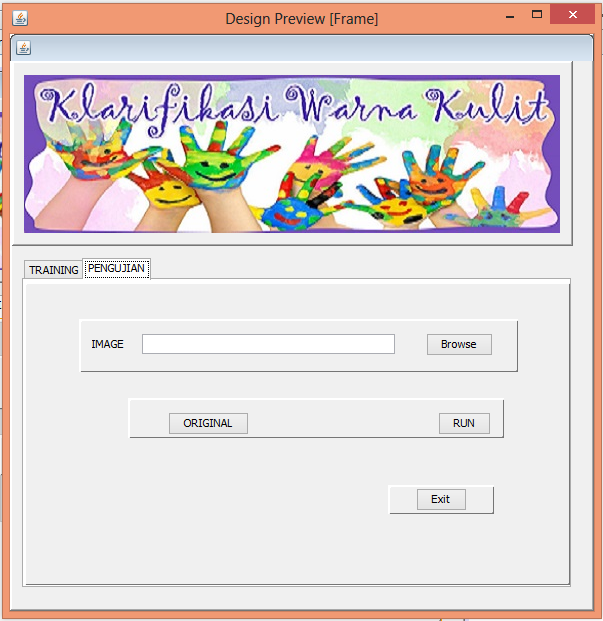 Design Preview [Frame]
Klarifikasi Warna Kulit
TRAINING PENGUJIAN
IMAGE Browse
ORIGINAL RUN
Exit